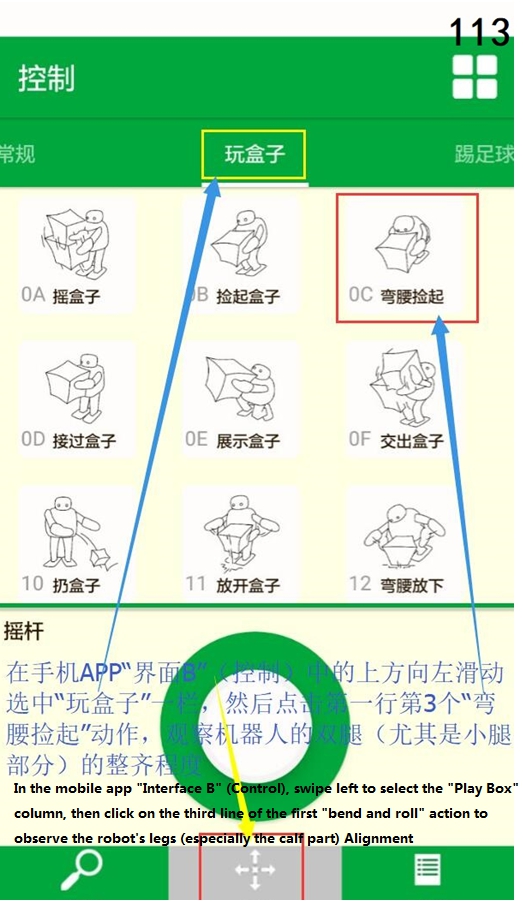 113
控制
常规 玩盒子 踢足球
0A 摇盒子 0B 捡起盒子 0C 弯腰捡起
0D 接过盒子 0E 展示盒子 0F 交出盒子
10 扔盒子 11 放开盒子 12 弯腰放下
摇杆
在手机APP“界面B”（控制）中的上方向左滑动
选中“玩盒子”一栏，然后点击第一行第3个“弯
腰捡起”动作，观察机器人的双腿（尤其是小腿
部分）的整齐程度
In the mobile app "Interface B" (Control), swipe left to select the "Play Box"
column, then click on the third line of the first "bend and roll" action to
observe the robot's legs (especially the calf part) Alignment